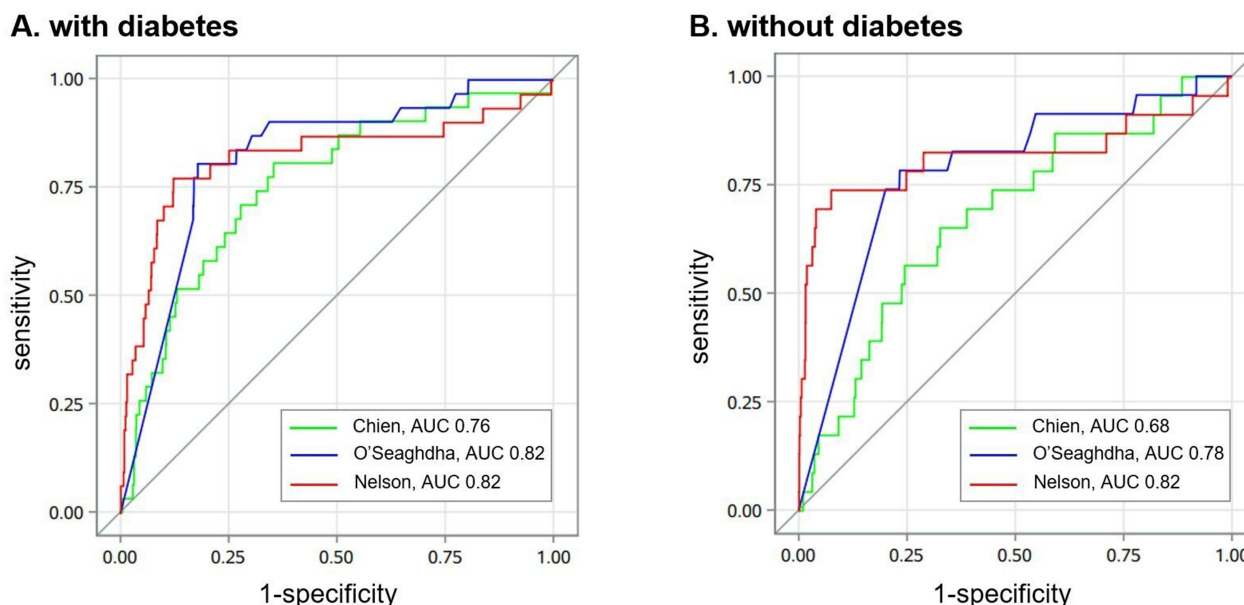 A. with diabetes
1.00
0.75
0.50
0.25
0.00
sensitivity
0.00 0.25 0.50 0.75 1.00
1-specificity
Chien, AUC 0.76
O'Seaghdha, AUC 0.82
Nelson, AUC 0.82
B. without diabetes
1.00
0.75
0.50
0.25
0.00
sensitivity
0.00 0.25 0.50 0.75 1.00
1-specificity
Chien, AUC 0.68
O'Seaghdha, AUC 0.78
Nelson, AUC 0.82